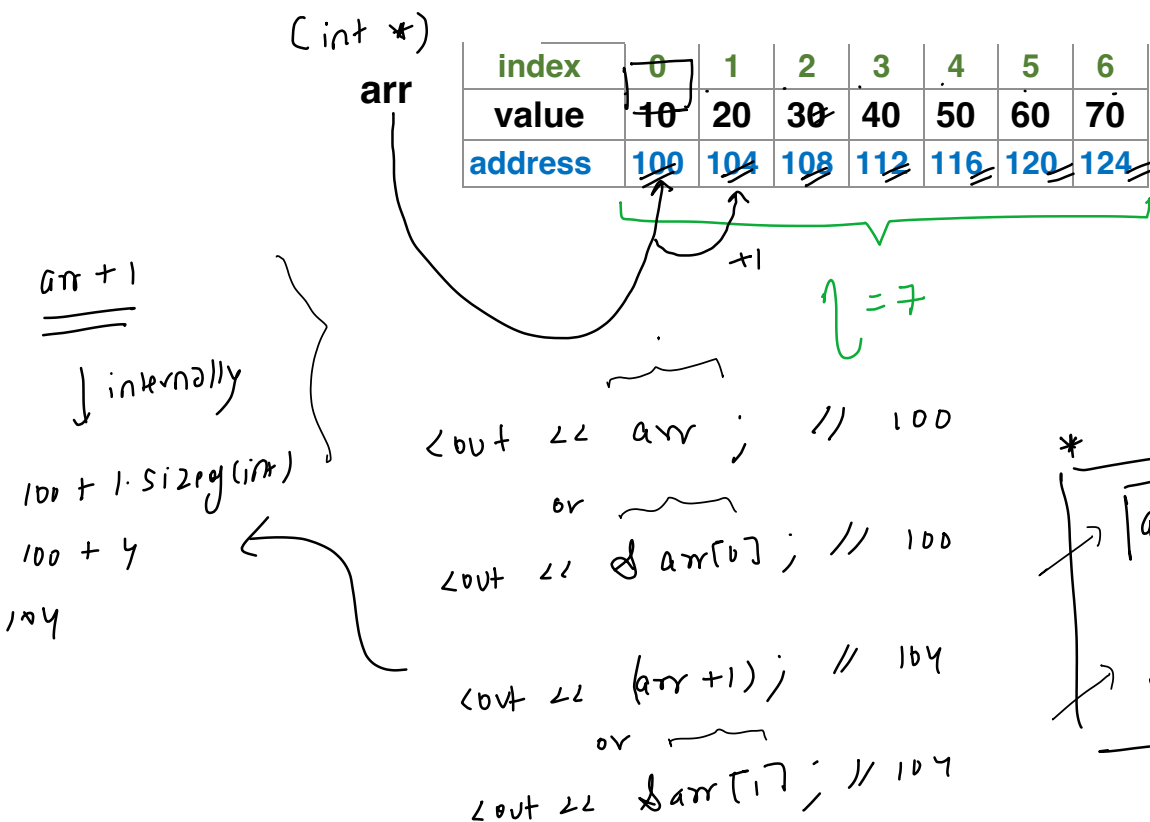 (int *)
arr
index 0 1 2 3 4 5 6
value 10 20 30 40 50 60 70
address 100 104 108 112 116 120 124
+1
n = 7
arr + 1
↓ internally
100 + 1. sizeof(int)
100 + 4
104
cout << arr ; // 100
or
cout << &arr[0] ; // 100
cout << (arr +1) ; // 104
or
cout << &arr[1] ; // 104
*